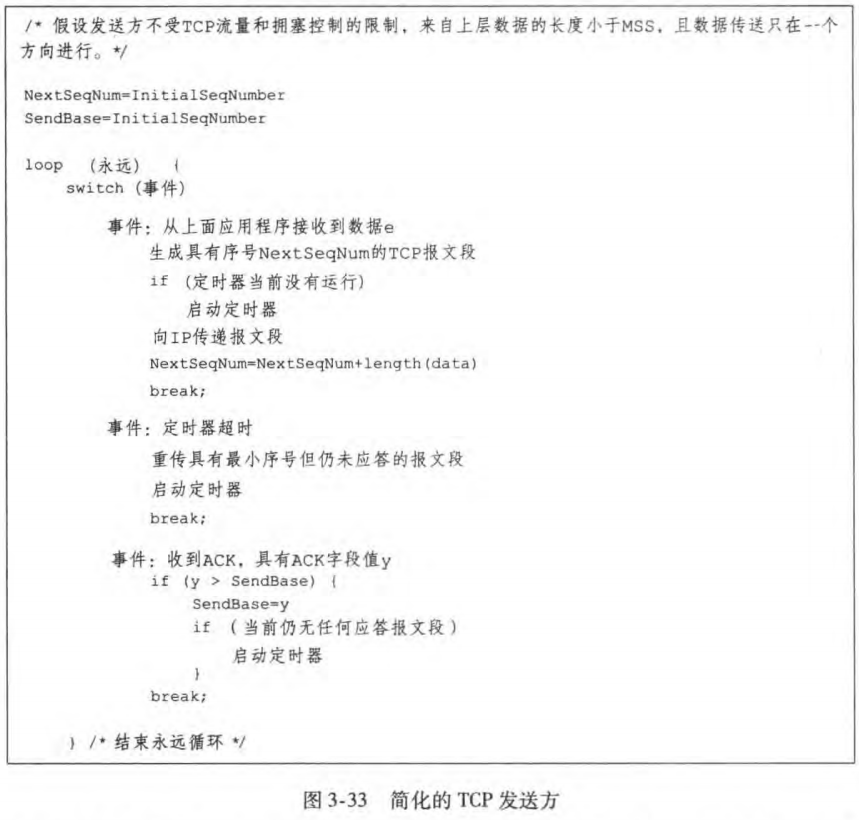 /* 假设发送方不受TCP流量和拥塞控制的限制，来自上层数据的长度小于MSS，且数据传送只在一个
方向进行。*/
NextSeqNum=InitialSeqNumber
SendBase=InitialSeqNumber
loop (永远) {
switch (事件)
事件：从上面应用程序接收到数据e
生成具有序号NextSeqNum的TCP报文段
if (定时器当前没有运行)
启动定时器
向IP传递报文段
NextSeqNum=NextSeqNum+length(data)
break;
事件：定时器超时
重传具有最小序号但仍未应答的报文段
启动定时器
break;
事件：收到ACK，具有ACK字段值y
if (y > SendBase) {
SendBase=y
if （当前仍无任何应答报文段）
启动定时器
}
break;
} /* 结束永远循环 */
图 3-33 简化的 TCP 发送方